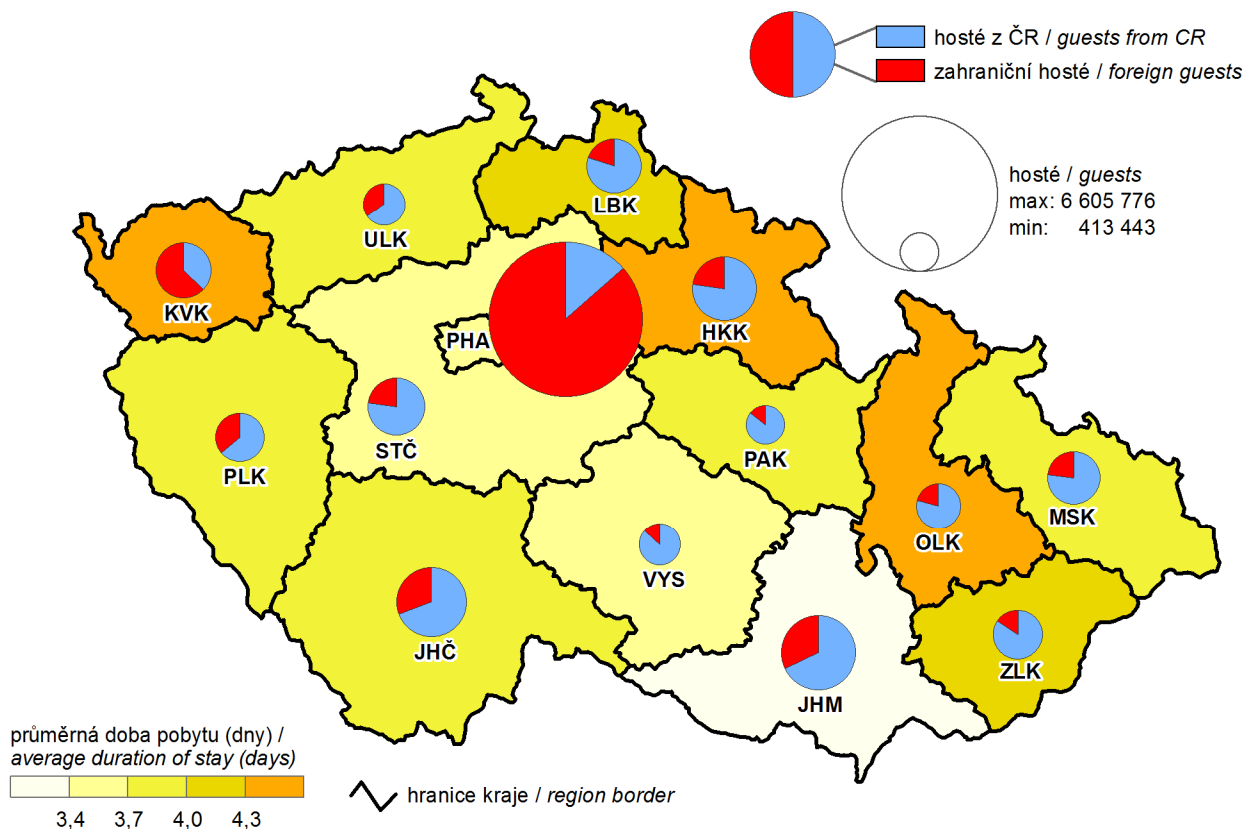 hosté z ČR / guests from CR
zahraniční hosté / foreign guests
hosté / guests
max: 6 605 776
min: 413 443
LBK
ULK
KVK
HKK
PHA
STČ
PAK
PLK
MSK
OLK
VYS
JHČ
ZLK
JHM
průměrná doba pobytu (dny) /
average duration of stay (days)
3,4 3,7 4,0 4,3
hranice kraje / region border